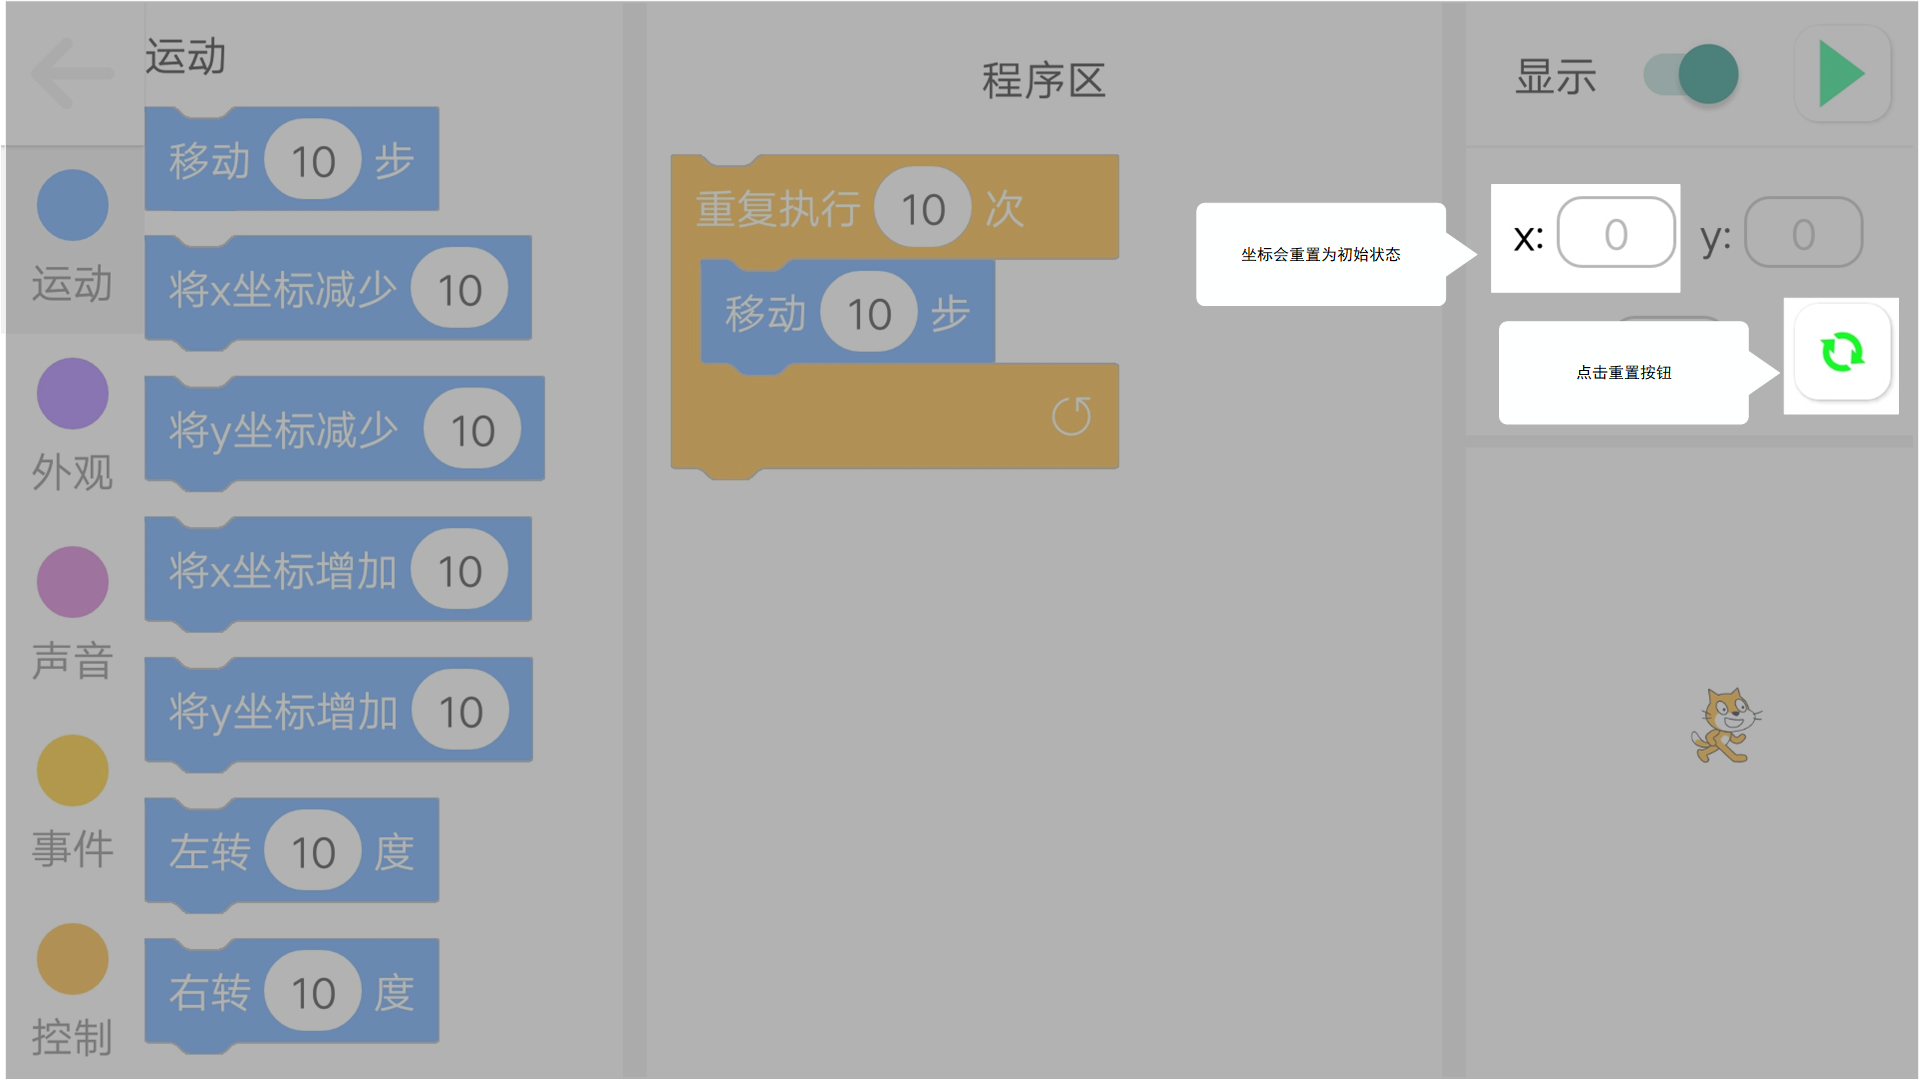 运动
外观
声音
事件
控制
运动
移动 10 步
将x坐标减少 10
将y坐标减少 10
将x坐标增加 10
将y坐标增加 10
左转 10 度
右转 10 度
程序区
重复执行 10 次
移动 10 步
显示
x: 0 y: 0
坐标会重置为初始状态
点击重置按钮